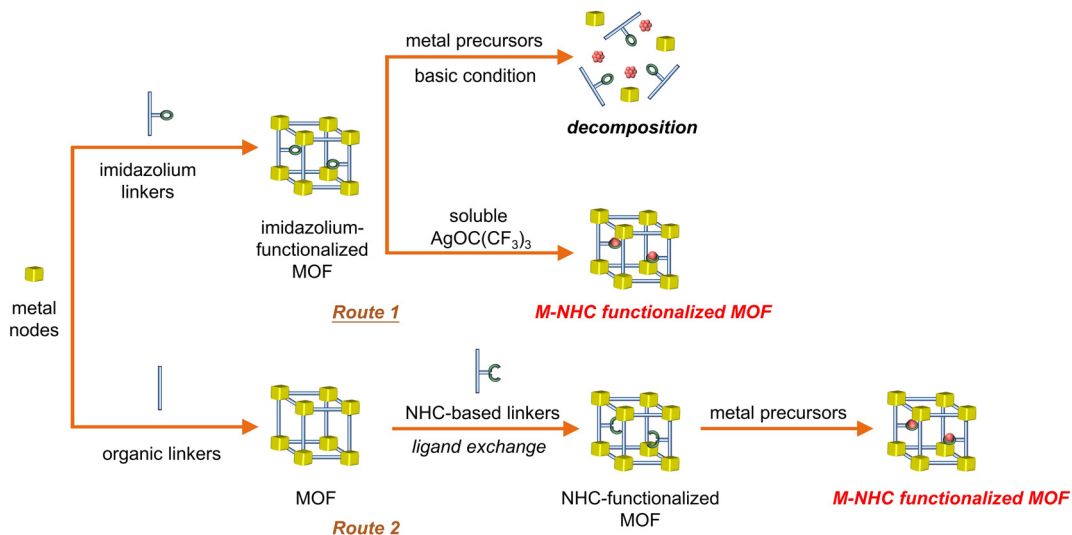 metal precursors
basic condition
decomposition
imidazolium
linkers
imidazolium-
functionalized
MOF
soluble
AgOC(CF₃)₃
metal
nodes
Route 1
M-NHC functionalized MOF
organic linkers
MOF
NHC-based linkers
ligand exchange
NHC-functionalized
MOF
metal precursors
M-NHC functionalized MOF
Route 2